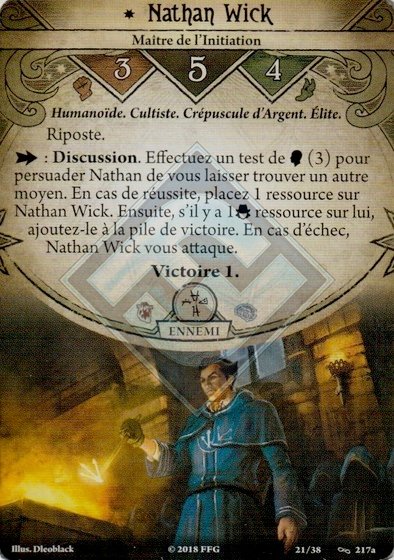 Nathan Wick
Maître de l'Initiation
3 5 4
Humanoïde. Cultiste. Crépuscule d'Argent. Élite.
Riposte.
: Discussion. Effectuez un test de (3) pour
persuader Nathan de vous laisser trouver un autre
moyen. En cas de réussite, placez 1 ressource sur
Nathan Wick. Ensuite, s'il y a 1 ressource sur lui,
ajoutez-le à la pile de victoire. En cas d'échec,
Nathan Wick vous attaque.
Victoire 1.
ENNEMI
Illus. Dleoblack © 2018 FFG 21/38 217a